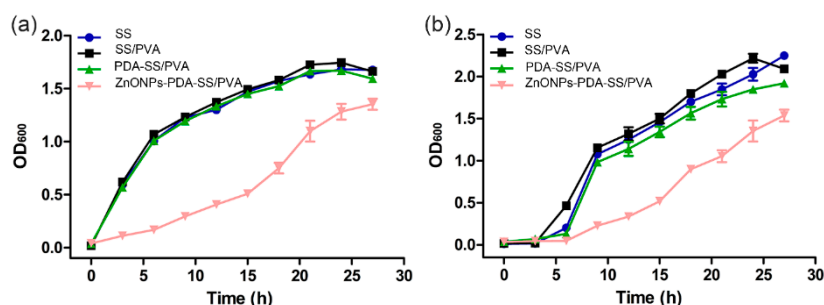 (a)
SS
SS/PVA
PDA-SS/PVA
ZnONPs-PDA-SS/PVA
2.0
1.5
1.0
0.5
0.0
OD600
0 5 10 15 20 25 30
Time (h)
(b)
SS
SS/PVA
PDA-SS/PVA
ZnONPs-PDA-SS/PVA
2.5
2.0
1.5
1.0
0.5
0.0
OD600
0 5 10 15 20 25 30
Time (h)